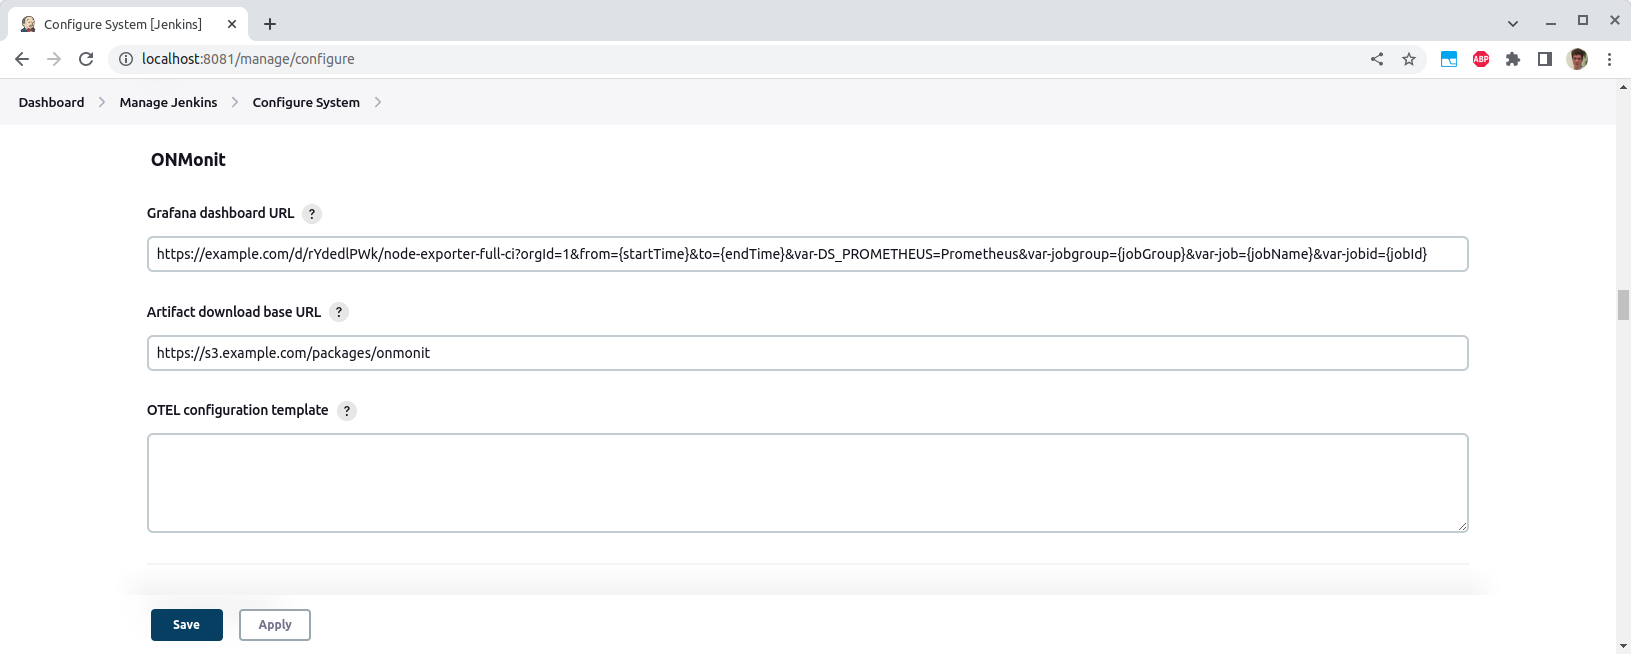 Configure System [Jenkins]
localhost:8081/manage/configure
ABP
Dashboard Manage Jenkins Configure System
ONMonit
Grafana dashboard URL ?
https://example.com/d/rYdedlPWk/node-exporter-full-ci?orgId=1&from={startTime}&to={endTime}&var-DS_PROMETHEUS=Prometheus&var-jobgroup={jobGroup}&var-job={jobName}&var-jobid={jobId}
Artifact download base URL ?
https://s3.example.com/packages/onmonit
OTEL configuration template ?
Save Apply